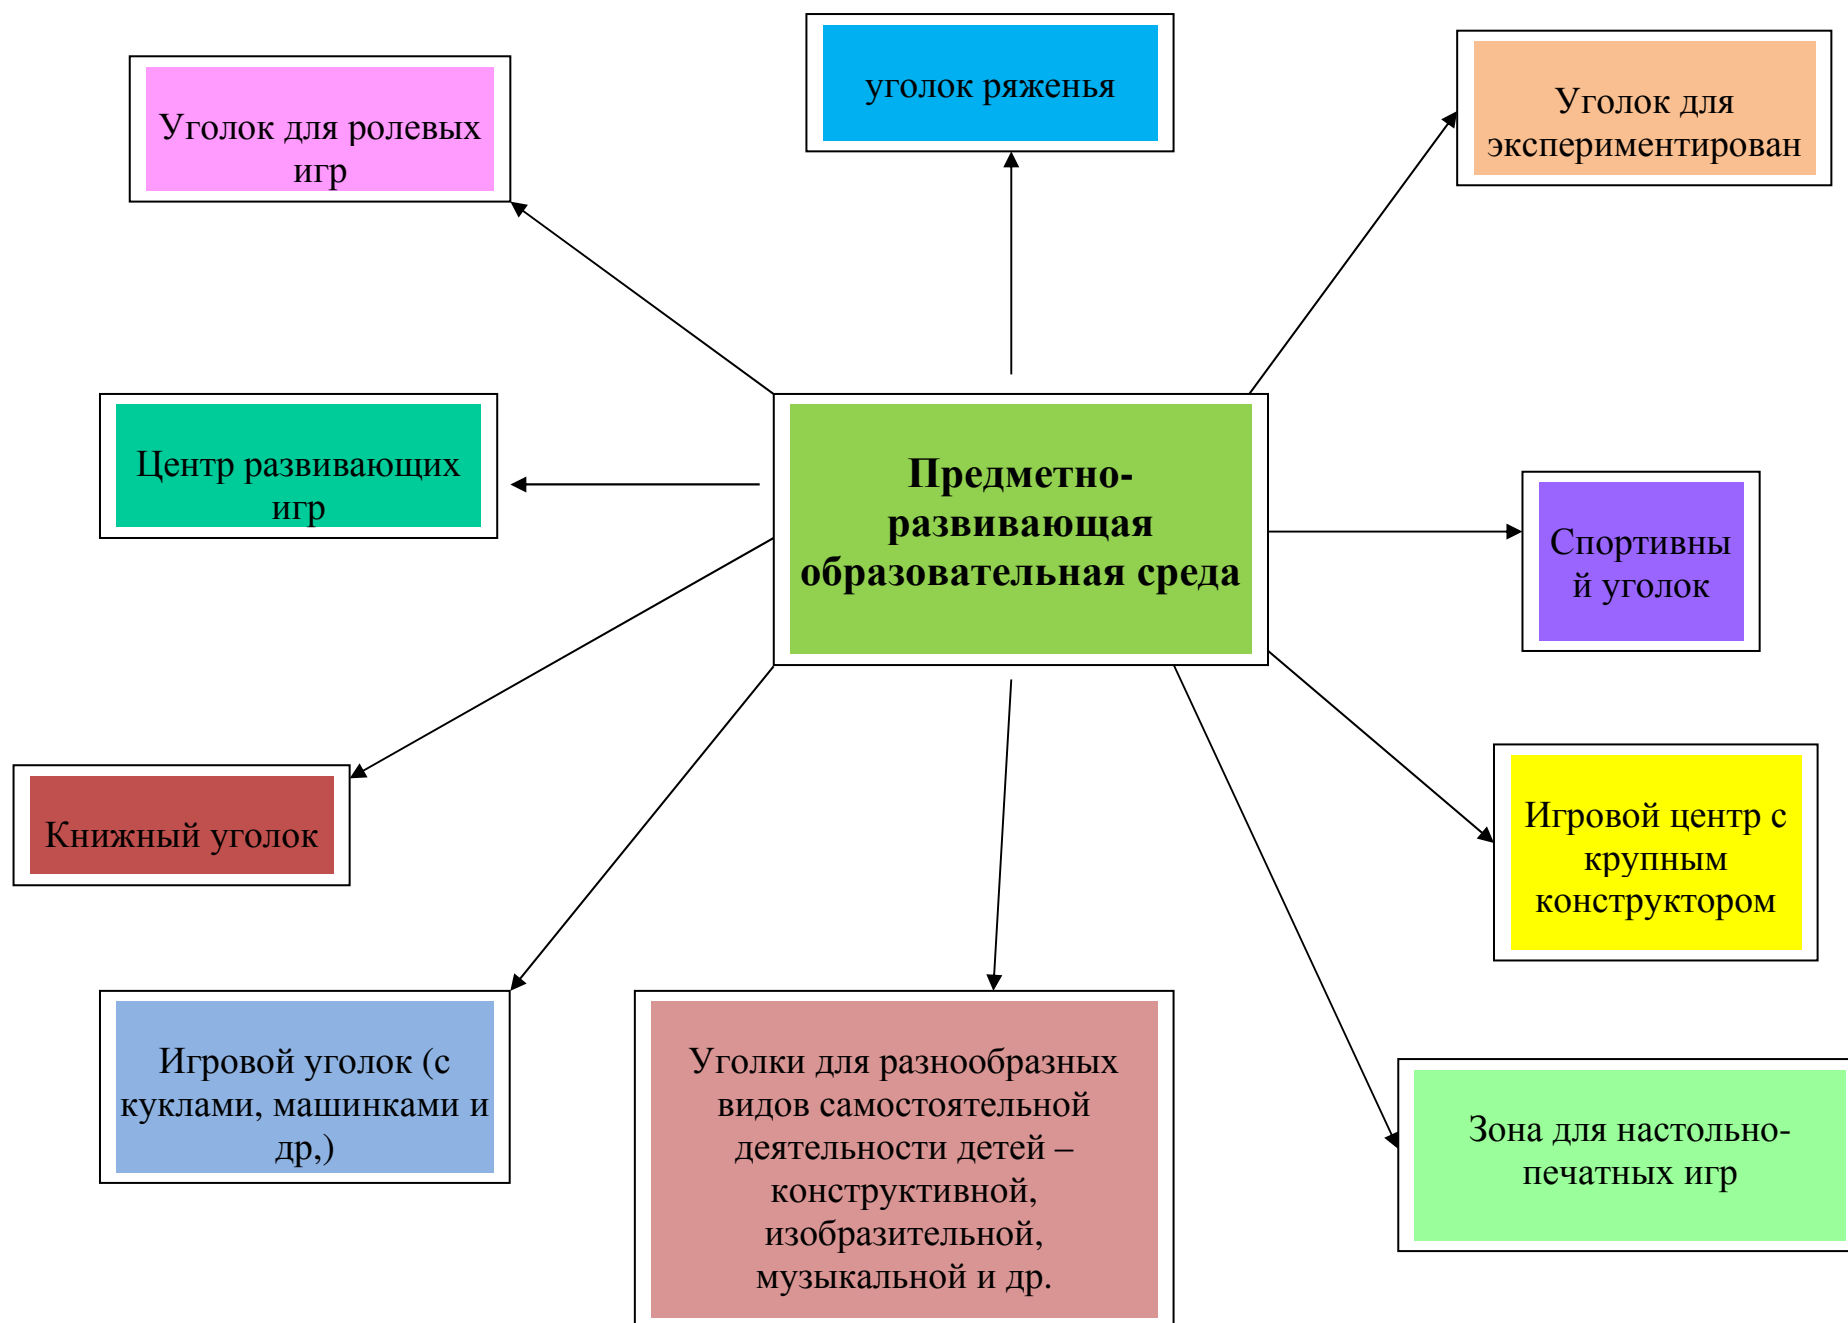 уголок ряженья
Уголок для
экспериментирован
Уголок для ролевых
игр
Центр развивающих
игр
Предметно-
развивающая
образовательная среда
Спортивны
й уголок
Книжный уголок
Игровой центр с
крупным
конструктором
Игровой уголок (с
куклами, машинками и
др,)
Уголки для разнообразных
видов самостоятельной
деятельности детей –
конструктивной,
изобразительной,
музыкальной и др.
Зона для настольно-
печатных игр